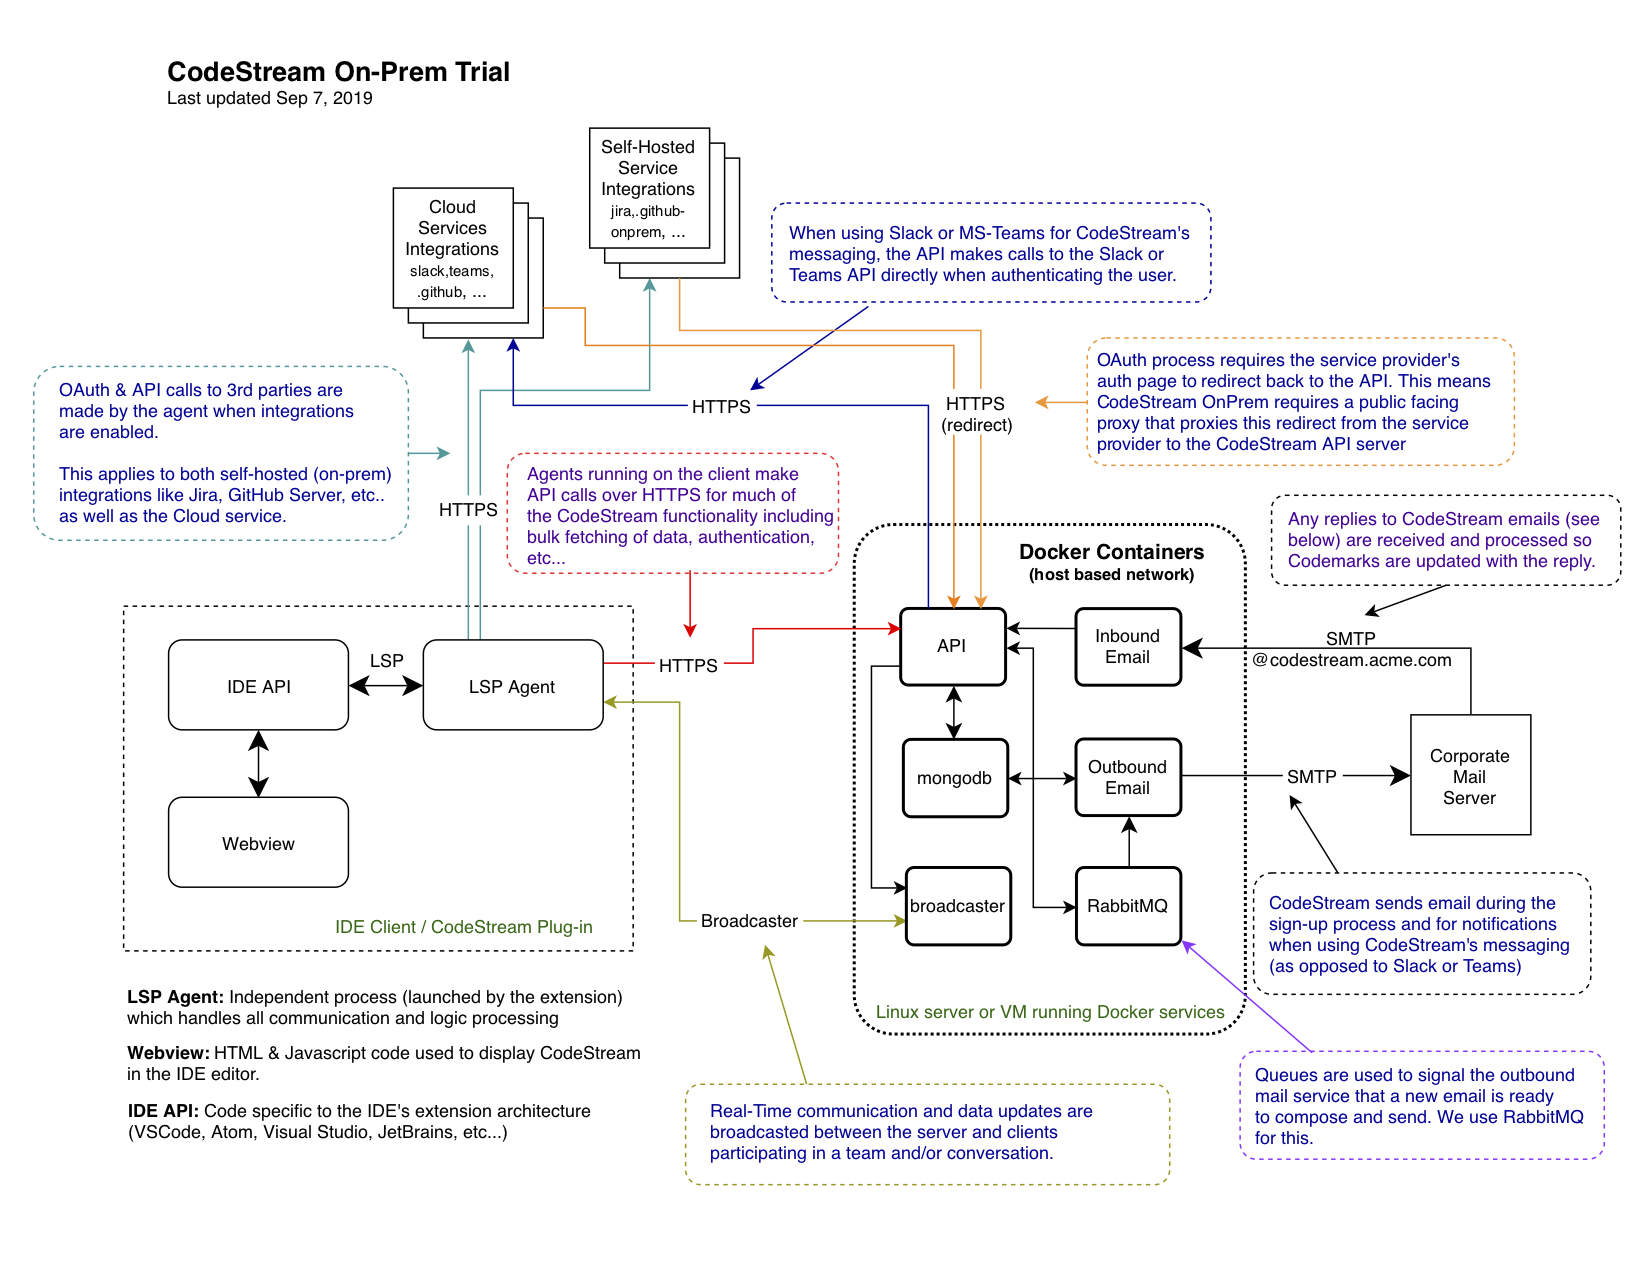 CodeStream On-Prem Trial
Last updated Sep 7, 2019
Self-Hosted
Service
Integrations
jira,.github-
onprem, ...
Cloud
Services
Integrations
slack,teams,
.github, ...
When using Slack or MS-Teams for CodeStream's
messaging, the API makes calls to the Slack or
Teams API directly when authenticating the user.
OAuth & API calls to 3rd parties are
made by the agent when integrations
are enabled.
This applies to both self-hosted (on-prem)
integrations like Jira, GitHub Server, etc..
as well as the Cloud service.
HTTPS
HTTPS
HTTPS
(redirect)
OAuth process requires the service provider's
auth page to redirect back to the API. This means
CodeStream OnPrem requires a public facing
proxy that proxies this redirect from the service
provider to the CodeStream API server
Agents running on the client make
API calls over HTTPS for much of
the CodeStream functionality including
bulk fetching of data, authentication,
etc...
Any replies to CodeStream emails (see
below) are received and processed so
Codemarks are updated with the reply.
Docker Containers
(host based network)
IDE API
LSP
LSP Agent
HTTPS
API
Inbound
Email
SMTP
@codestream.acme.com
Webview
mongodb
Outbound
Email
SMTP
Corporate
Mail
Server
IDE Client / CodeStream Plug-in
Broadcaster
broadcaster
RabbitMQ
CodeStream sends email during the
sign-up process and for notifications
when using CodeStream's messaging
(as opposed to Slack or Teams)
Linux server or VM running Docker services
LSP Agent: Independent process (launched by the extension)
which handles all communication and logic processing
Webview: HTML & Javascript code used to display CodeStream
in the IDE editor.
IDE API: Code specific to the IDE's extension architecture
(VSCode, Atom, Visual Studio, JetBrains, etc...)
Real-Time communication and data updates are
broadcasted between the server and clients
participating in a team and/or conversation.
Queues are used to signal the outbound
mail service that a new email is ready
to compose and send. We use RabbitMQ
for this.